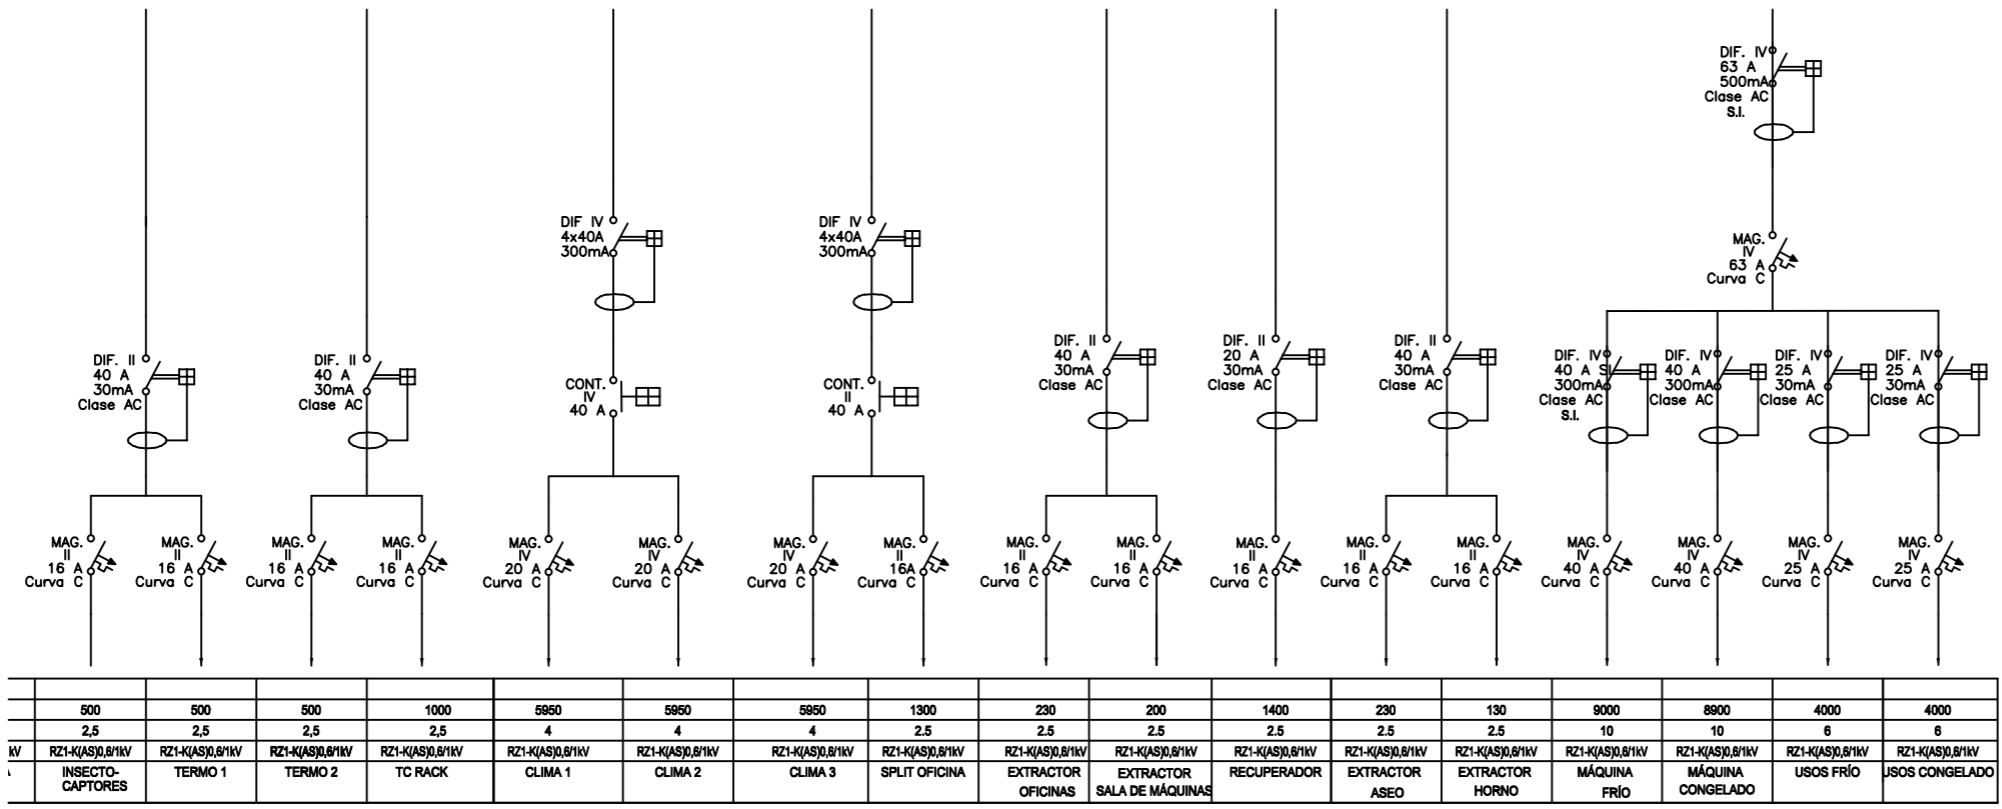 DIF. IV
63 A
500mA
Clase AC
S.I.
MAG.
IV
63 A
Curva C
DIF IV
4x40A
300mA
DIF IV
4x40A
300mA
DIF. II
40 A
30mA
Clase AC
DIF. II
40 A
30mA
Clase AC
CONT.
IV
40 A
CONT.
II
40 A
DIF. II
40 A
30mA
Clase AC
DIF. II
20 A
30mA
Clase AC
DIF. II
40 A
30mA
Clase AC
DIF. IV
40 A SI
300mA
Clase AC
S.I.
DIF. IV
40 A
300mA
Clase AC
DIF. IV
25 A
30mA
Clase AC
DIF. IV
25 A
30mA
Clase AC
MAG.
II
16 A
Curva C
MAG.
II
16 A
Curva C
MAG.
II
16 A
Curva C
MAG.
II
16 A
Curva C
MAG.
IV
20 A
Curva C
MAG.
IV
20 A
Curva C
MAG.
IV
20 A
Curva C
MAG.
II
16A
Curva C
MAG.
II
16 A
Curva C
MAG.
II
16 A
Curva C
MAG.
II
16 A
Curva C
MAG.
II
16 A
Curva C
MAG.
II
16 A
Curva C
MAG.
IV
40 A
Curva C
MAG.
IV
40 A
Curva C
MAG.
IV
25 A
Curva C
MAG.
IV
25 A
Curva C
500 500 500 1000 5950 5950 5950 1300 230 200 1400 230 130 9000 8900 4000 4000
2,5 2,5 2,5 2,5 4 4 4 2.5 2.5 2.5 2.5 2.5 2.5 10 10 6 6
kV RZ1-K(AS)0,6/1kV RZ1-K(AS)0,6/1kV RZ1-K(AS)0,6/1kV RZ1-K(AS)0,6/1kV RZ1-K(AS)0,6/1kV RZ1-K(AS)0,6/1kV RZ1-K(AS)0,6/1kV RZ1-K(AS)0,6/1kV RZ1-K(AS)0,6/1kV RZ1-K(AS)0,6/1kV RZ1-K(AS)0,6/1kV RZ1-K(AS)0,6/1kV RZ1-K(AS)0,6/1kV RZ1-K(AS)0,6/1kV RZ1-K(AS)0,6/1kV RZ1-K(AS)0,6/1kV RZ1-K(AS)0,6/1kV
INSECTO-
CAPTORES
TERMO 1
TERMO 2
TC RACK
CLIMA 1
CLIMA 2
CLIMA 3
SPLIT OFICINA
EXTRACTOR
OFICINAS
EXTRACTOR
SALA DE MÁQUINAS
RECUPERADOR
EXTRACTOR
ASEO
EXTRACTOR
HORNO
MÁQUINA
FRÍO
MÁQUINA
CONGELADO
USOS FRÍO
USOS CONGELADO